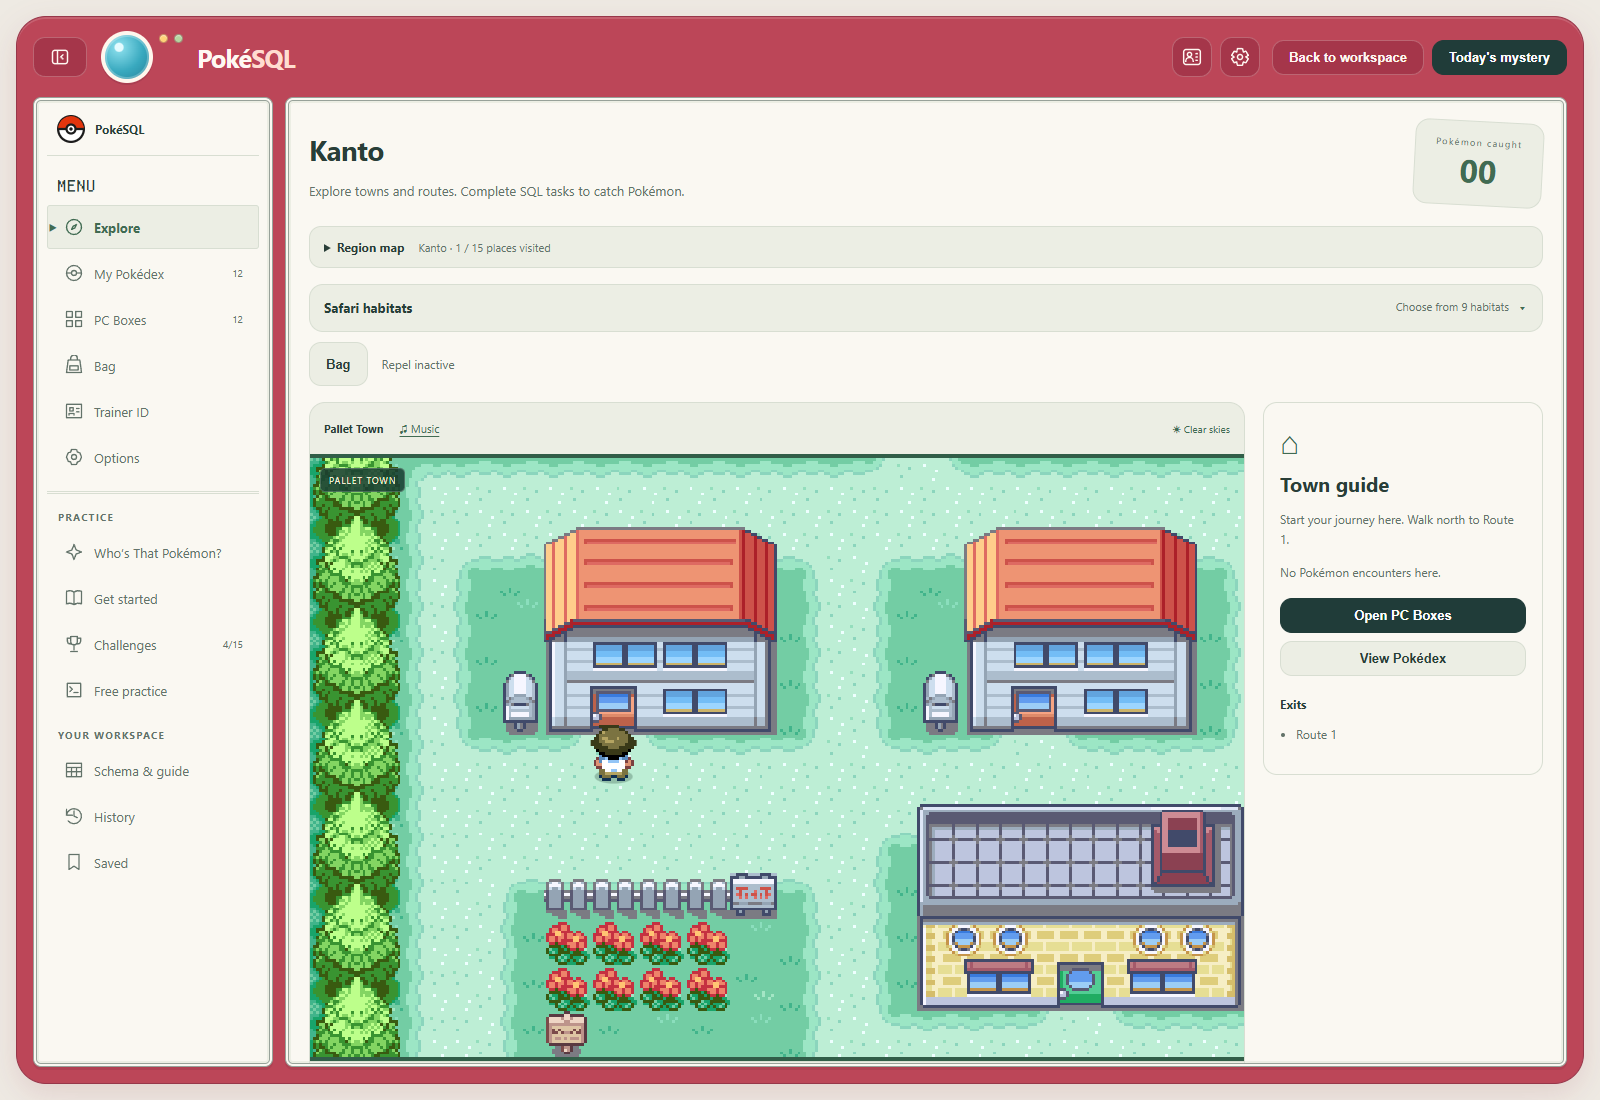 PokéSQL
Back to workspace
Today's mystery
PokéSQL
MENU
Explore
My Pokédex 12
PC Boxes 12
Bag
Trainer ID
Options
PRACTICE
Who's That Pokémon?
Get started
Challenges 4/15
Free practice
YOUR WORKSPACE
Schema & guide
History
Saved
Kanto
Explore towns and routes. Complete SQL tasks to catch Pokémon.
Pokémon caught
00
Region map Kanto · 1 / 15 places visited
Safari habitats
Choose from 9 habitats
Bag
Repel inactive
Pallet Town
♫ Music
☀ Clear skies
PALLET TOWN
Town guide
Start your journey here. Walk north to Route
1.
No Pokémon encounters here.
Open PC Boxes
View Pokédex
Exits
• Route 1